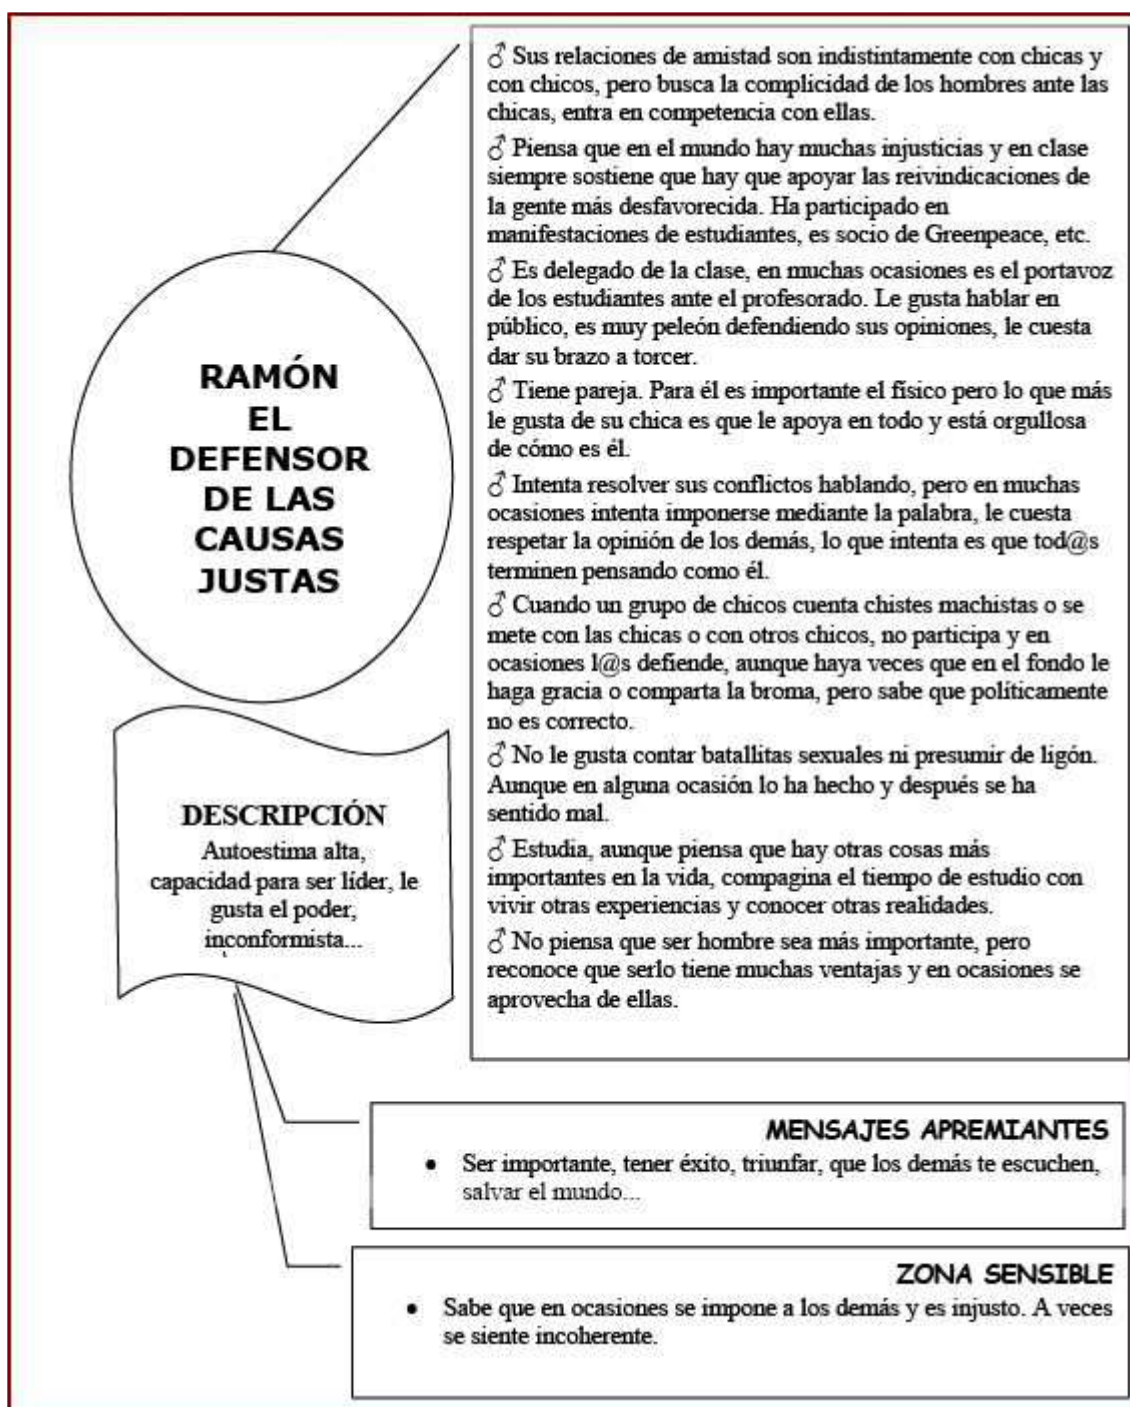 ♂ Sus relaciones de amistad son indistintamente con chicas y
con chicos, pero busca la complicidad de los hombres ante las
chicas, entra en competencia con ellas.
♂ Piensa que en el mundo hay muchas injusticias y en clase
siempre sostiene que hay que apoyar las reivindicaciones de
la gente más desfavorecida. Ha participado en
manifestaciones de estudiantes, es socio de Greenpeace, etc.
♂ Es delegado de la clase, en muchas ocasiones es el portavoz
de los estudiantes ante el profesorado. Le gusta hablar en
público, es muy peleón defendiendo sus opiniones, le cuesta
dar su brazo a torcer.
♂ Tiene pareja. Para él es importante el físico pero lo que más
le gusta de su chica es que le apoya en todo y está orgullosa
de cómo es él.
♂ Intenta resolver sus conflictos hablando, pero en muchas
ocasiones intenta imponerse mediante la palabra, le cuesta
respetar la opinión de los demás, lo que intenta es que tod@s
terminen pensando como él.
♂ Cuando un grupo de chicos cuenta chistes machistas o se
mete con las chicas o con otros chicos, no participa y en
ocasiones l@s defiende, aunque haya veces que en el fondo le
haga gracia o comparta la broma, pero sabe que políticamente
no es correcto.
♂ No le gusta contar batallitas sexuales ni presumir de ligón.
Aunque en alguna ocasión lo ha hecho y después se ha
sentido mal.
♂ Estudia, aunque piensa que hay otras cosas más
importantes en la vida, compagina el tiempo de estudio con
vivir otras experiencias y conocer otras realidades.
♂ No piensa que ser hombre sea más importante, pero
reconoce que serlo tiene muchas ventajas y en ocasiones se
aprovecha de ellas.
RAMÓN
EL
DEFENSOR
DE LAS
CAUSAS
JUSTAS
DESCRIPCIÓN
Autoestima alta,
capacidad para ser líder, le
gusta el poder,
inconformista...
MENSAJES APREMIANTES
• Ser importante, tener éxito, triunfar, que los demás te escuchen,
salvar el mundo...
ZONA SENSIBLE
• Sabe que en ocasiones se impone a los demás y es injusto. A veces
se siente incoherente.